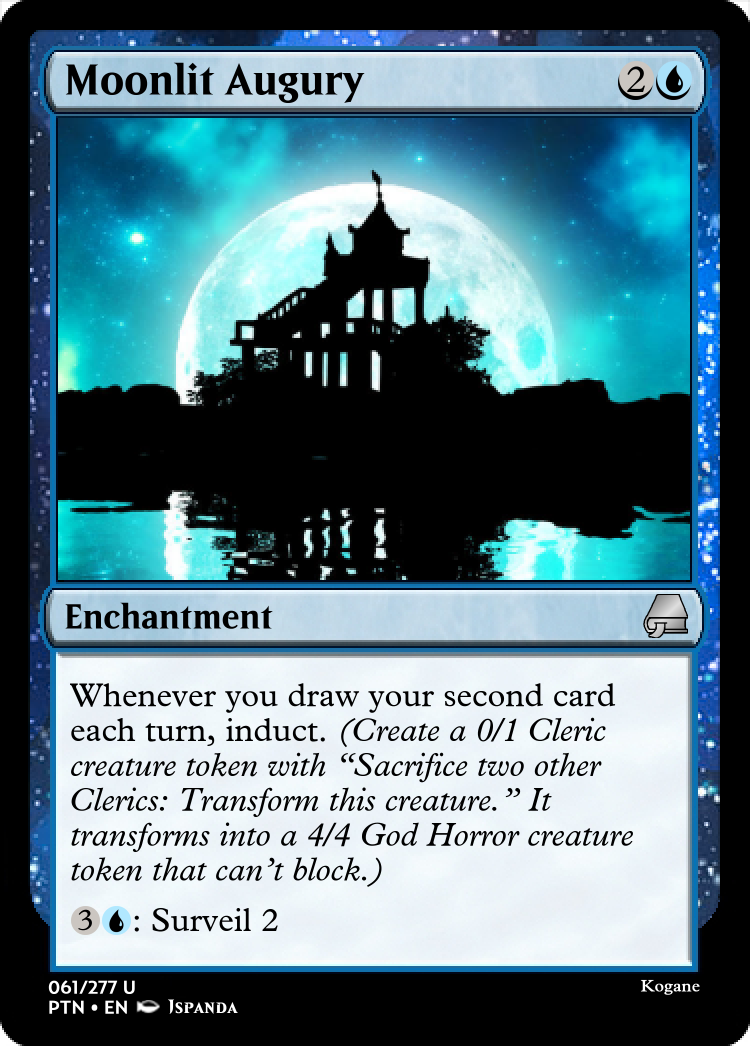 Moonlit Augury 2
Enchantment
Whenever you draw your second card
each turn, induct. (Create a 0/1 Cleric
creature token with “Sacrifice two other
Clerics: Transform this creature.” It
transforms into a 4/4 God Horror creature
token that can’t block.)
3 : Surveil 2
061/277 U
PTN • EN Jspanda
Kogane